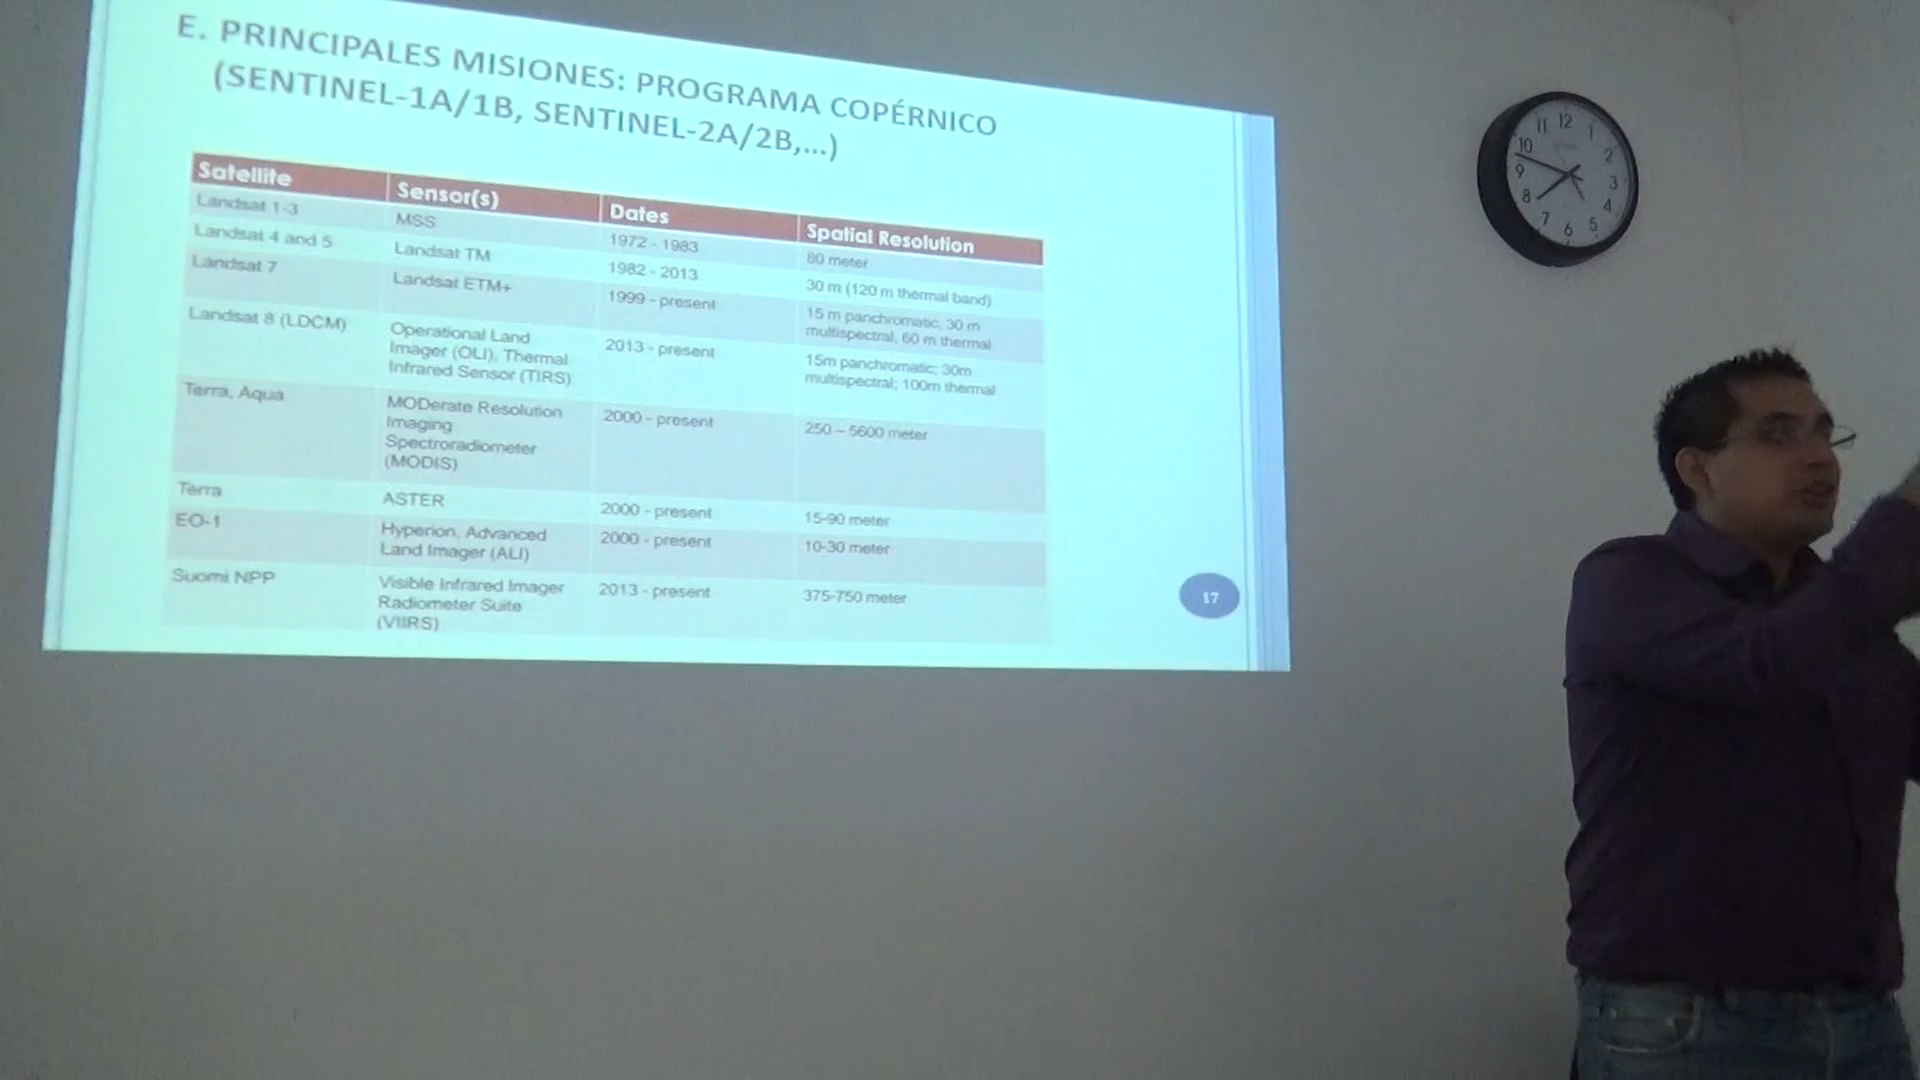 E. PRINCIPALES MISIONES: PROGRAMA COPÉRNICO
(SENTINEL-1A/1B, SENTINEL-2A/2B,...)
Satellite Sensor(s) Dates Spatial Resolution
Landsat 1-3 MSS 1972 - 1983 80 meter
Landsat 4 and 5 Landsat TM 1982 - 2013 30 m (120 m thermal band)
Landsat 7 Landsat ETM+ 1999 - present 15 m panchromatic, 30 m
multispectral, 60 m thermal
Landsat 8 (LDCM) Operational Land 2013 - present 15m panchromatic; 30m
Imager (OLI), Thermal multispectral; 100m thermal
Infrared Sensor (TIRS)
Terra, Aqua MODerate Resolution 2000 - present 250 – 5600 meter
Imaging
Spectroradiometer
(MODIS)
Terra ASTER 2000 - present 15-90 meter
EO-1 Hyperion, Advanced 2000 - present 10-30 meter
Land Imager (ALI)
Suomi NPP Visible Infrared Imager 2013 - present 375-750 meter
Radiometer Suite
(VIIRS)
17
12
1
2
3
4
5
6
7
8
9
10
11